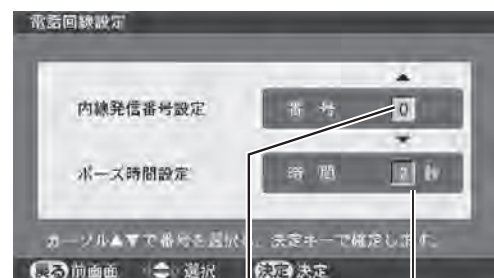 電話回線設定
内線発信番号設定 番号 0
ポーズ時間設定 時間 2 秒
カーソル▲▼で番号を選択し、決定キーで確定します。
戻る 前画面 選択 決定 決定